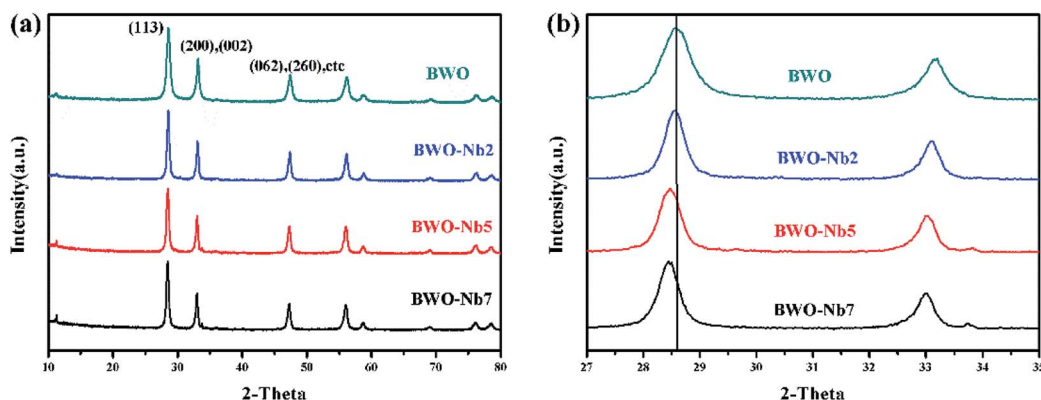 (a)
(113)
(200),(002)
(062),(260),ctc
BWO
BWO-Nb2
BWO-Nb5
BWO-Nb7
Intensity(a.u.)
10 20 30 40 50 60 70 80
2-Theta
(b)
BWO
BWO-Nb2
BWO-Nb5
BWO-Nb7
Intensity(a.u.)
27 28 29 30 31 32 33 34 35
2-Theta